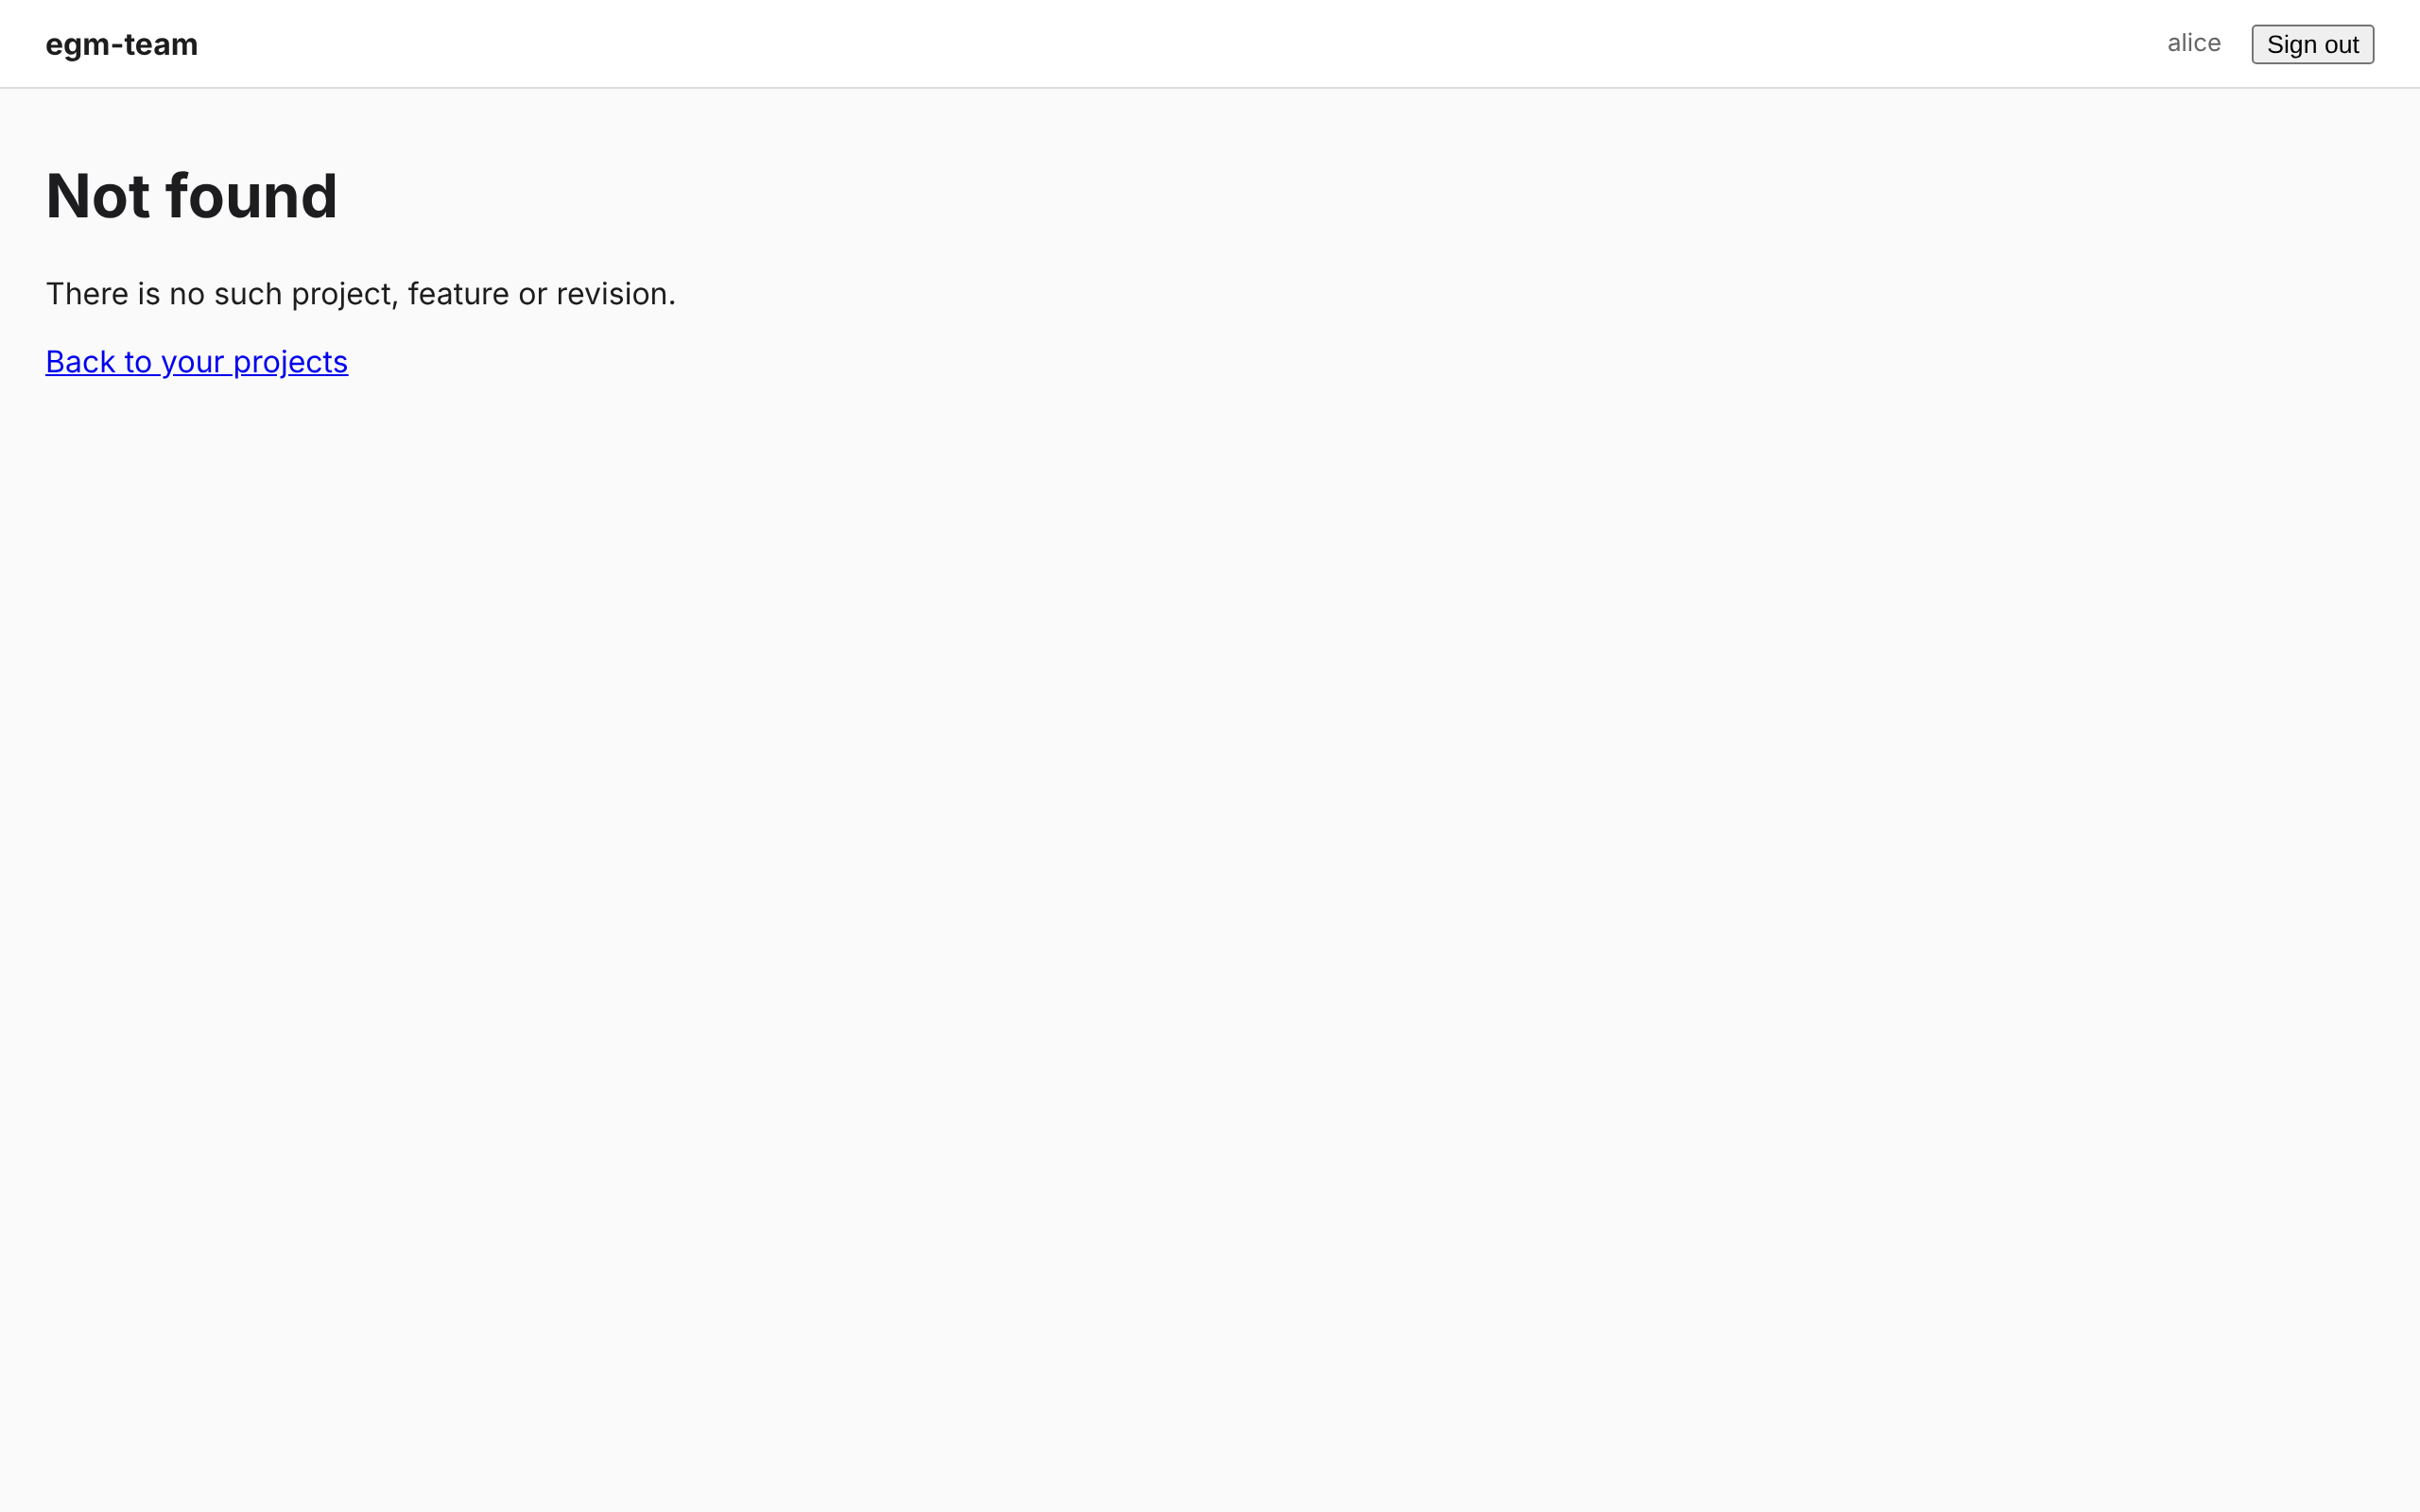 egm-team
alice
Sign out
Not found
There is no such project, feature or revision.
Back to your projects